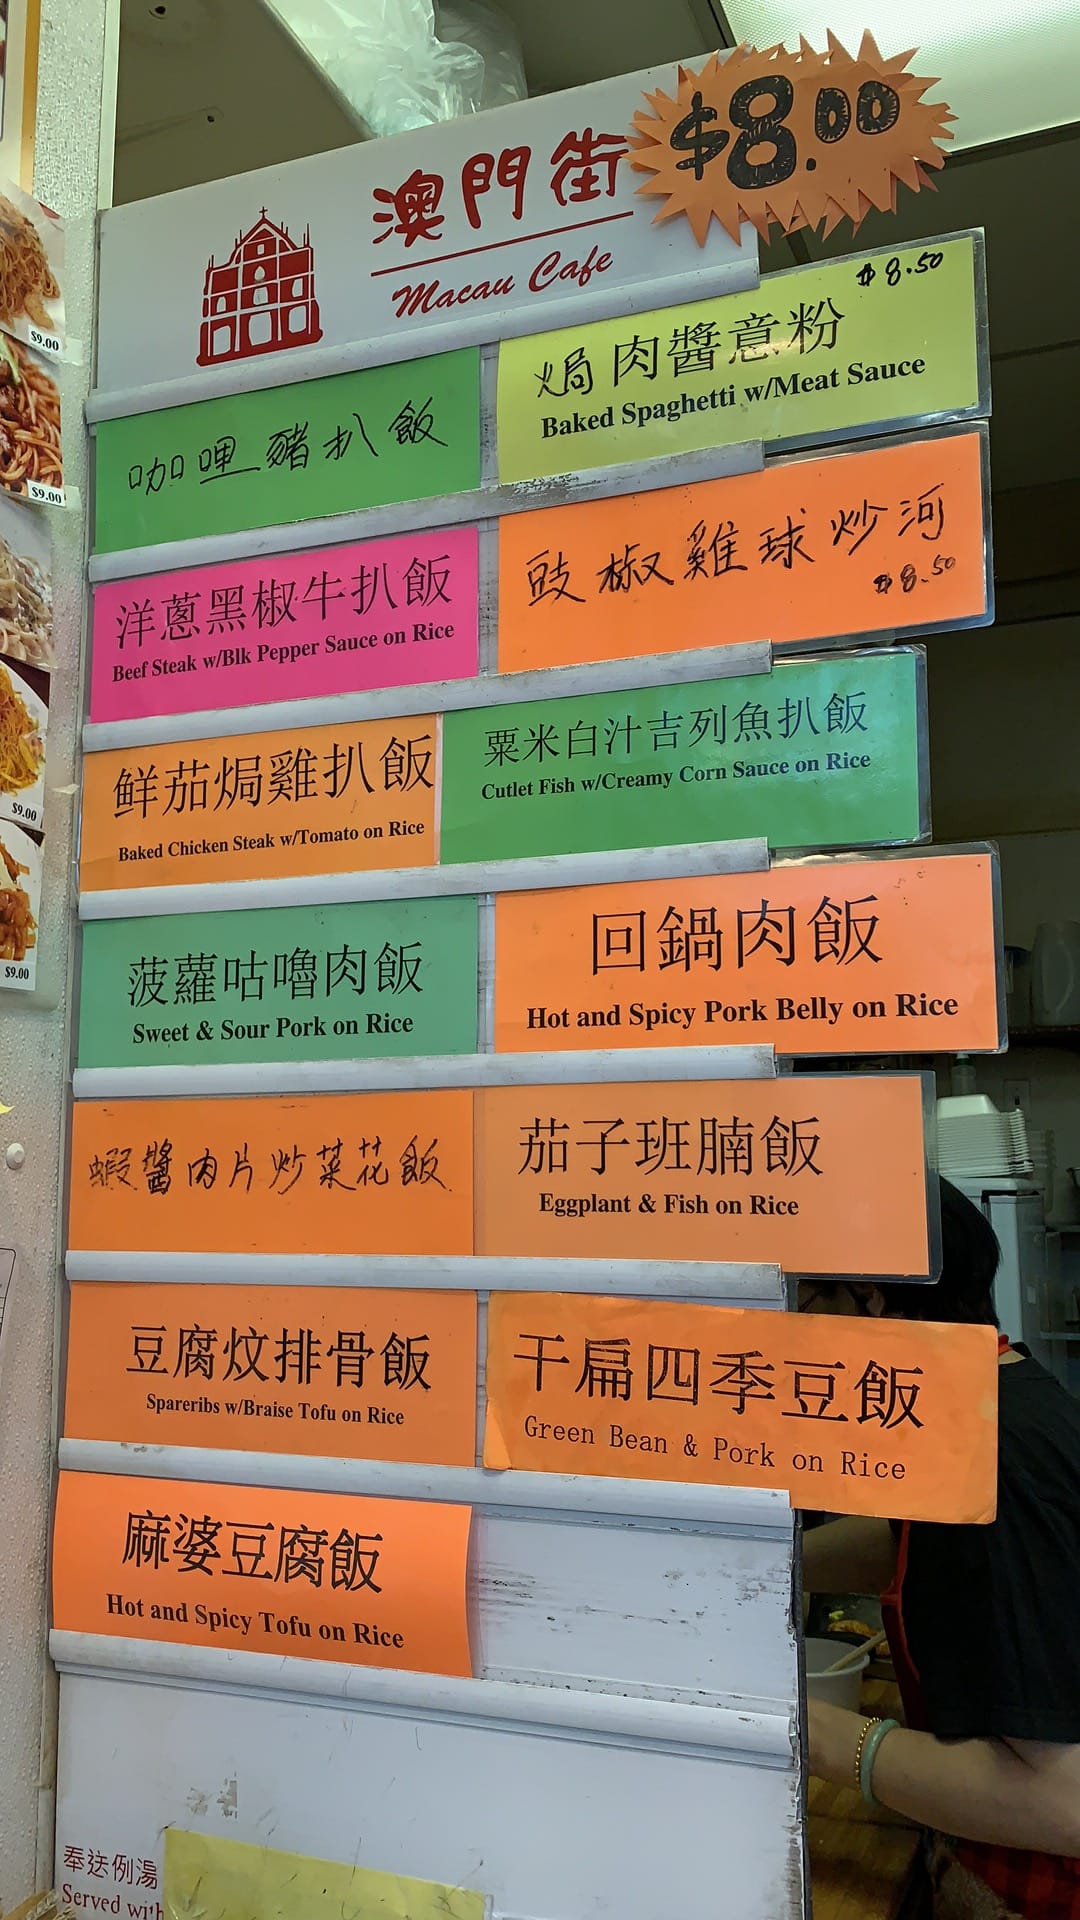 $8.00
澳門街
Macau Cafe
$8.50
焗肉醬意粉
Baked Spaghetti w/Meat Sauce
咖哩豬扒飯
豉椒雞球炒河
$8.50
洋蔥黑椒牛扒飯
Beef Steak w/Blk Pepper Sauce on Rice
粟米白汁吉列魚扒飯
Cutlet Fish w/Creamy Corn Sauce on Rice
鲜茄焗雞扒飯
Baked Chicken Steak w/Tomato on Rice
菠蘿咕嚕肉飯
Sweet & Sour Pork on Rice
回鍋肉飯
Hot and Spicy Pork Belly on Rice
蝦醬肉片炒菜花飯
茄子班腩飯
Eggplant & Fish on Rice
豆腐炆排骨飯
Spareribs w/Braise Tofu on Rice
干扁四季豆飯
Green Bean & Pork on Rice
麻婆豆腐飯
Hot and Spicy Tofu on Rice
奉送例湯
Served with
$9.00
$9.00
$9.00
$9.00